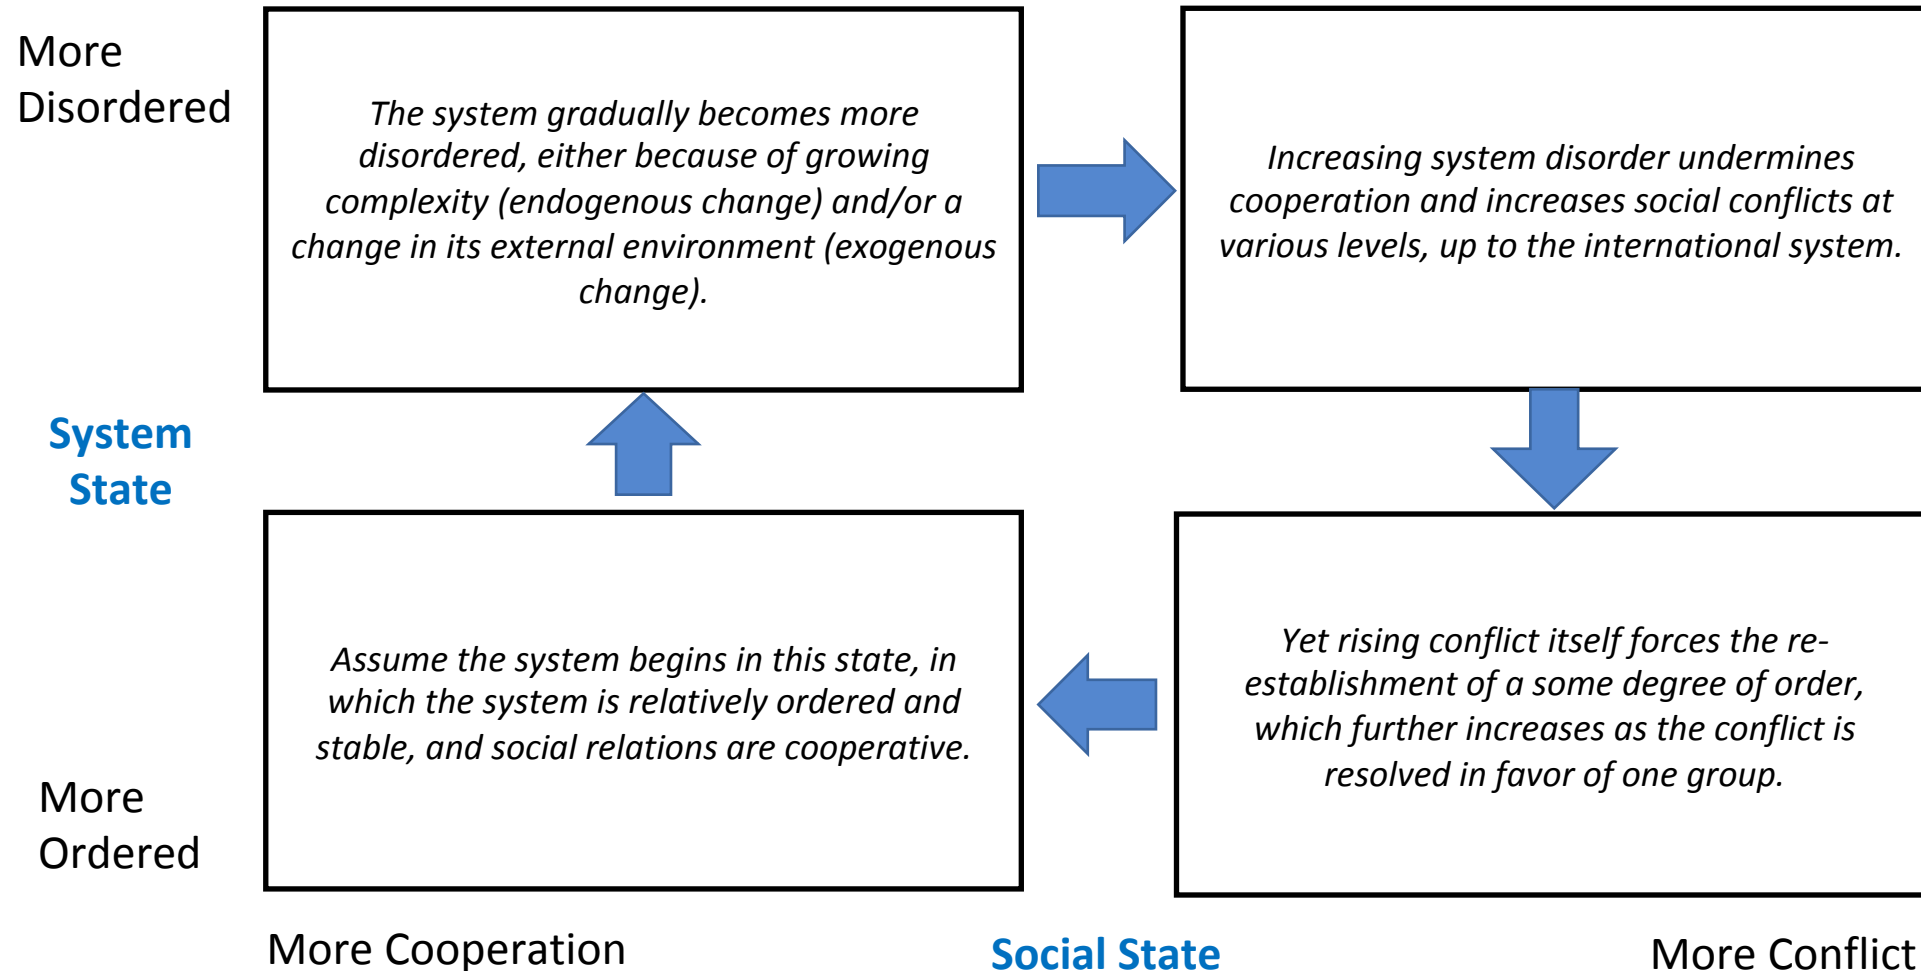 More
Disordered
The system gradually becomes more
disordered, either because of growing
complexity (endogenous change) and/or a
change in its external environment (exogenous
change).
Increasing system disorder undermines
cooperation and increases social conflicts at
various levels, up to the international system.
System
State
Assume the system begins in this state, in
which the system is relatively ordered and
stable, and social relations are cooperative.
Yet rising conflict itself forces the re-
establishment of a some degree of order,
which further increases as the conflict is
resolved in favor of one group.
More
Ordered
More Cooperation
Social State
More Conflict